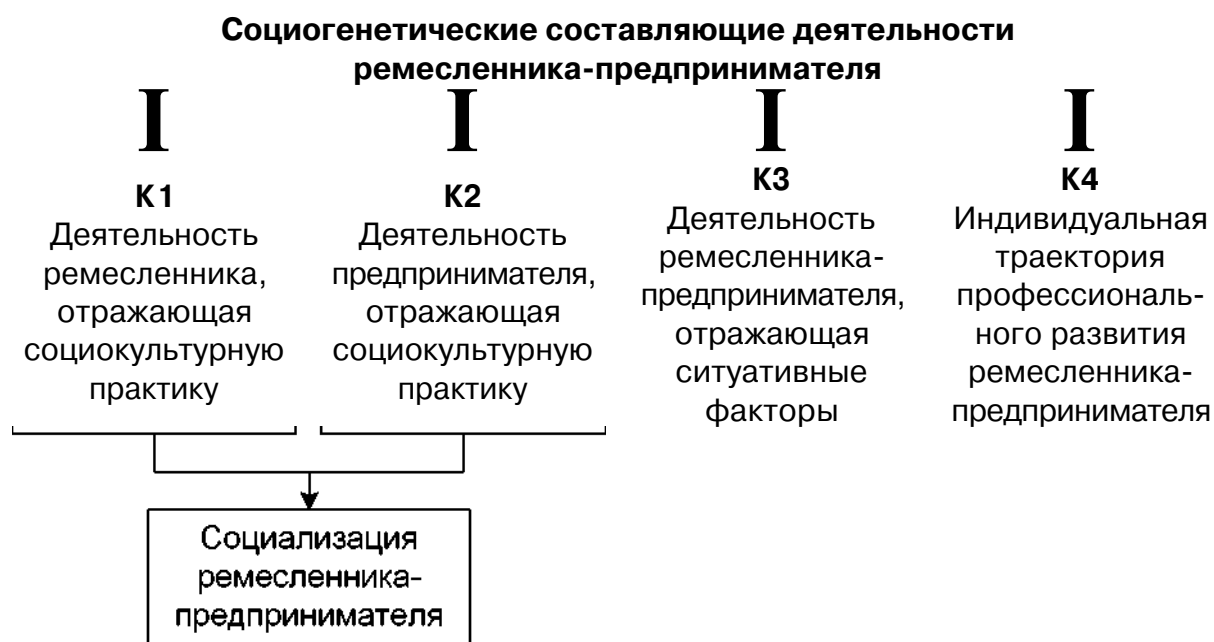 Социогенетические составляющие деятельности
ремесленника-предпринимателя
I I I I
К1
Деятельность
ремесленника,
отражающая
социокультурную
практику
К2
Деятельность
предпринимателя,
отражающая
социокультурную
практику
К3
Деятельность
ремесленника-
предпринимателя,
отражающая
ситуативные
факторы
К4
Индивидуальная
траектория
профессиональ-
ного развития
ремесленника-
предпринимателя
Социализация
ремесленника-
предпринимателя